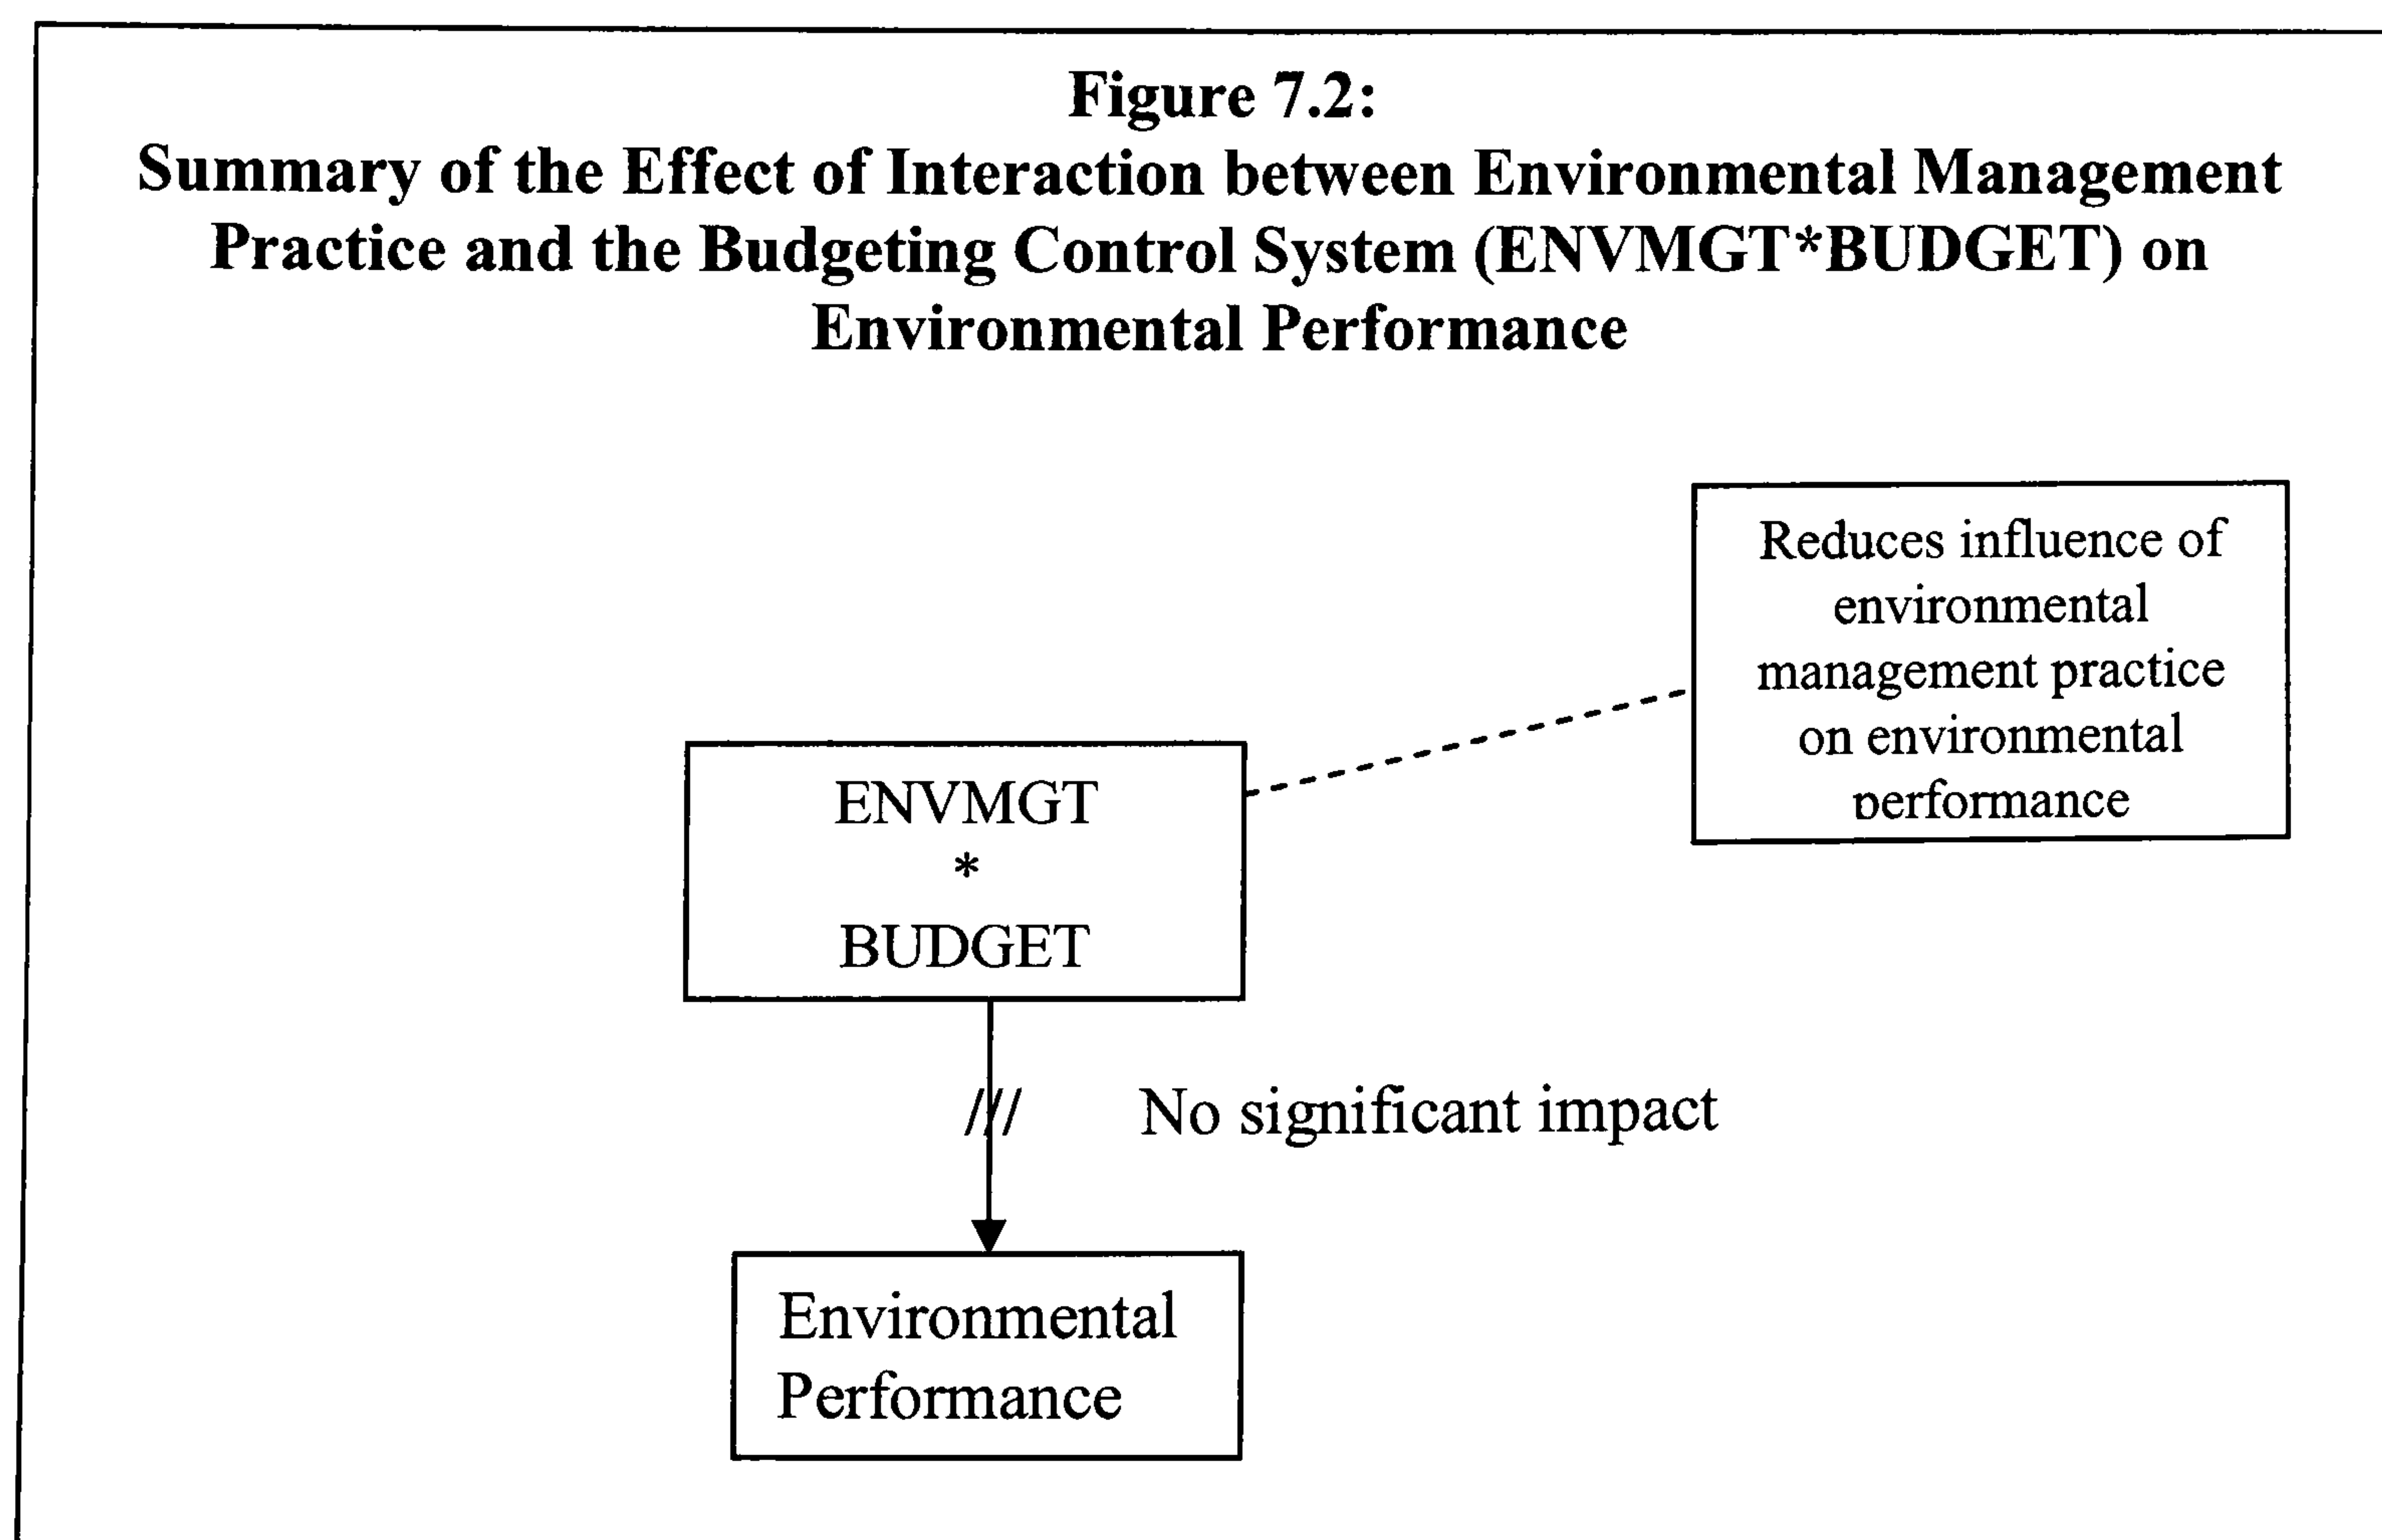 Figure 7.2:
Summary of the Effect of Interaction between Environmental Management
Practice and the Budgeting Control System (ENVMGT*BUDGET) on
Environmental Performance
Reduces influence of
environmental
management practice
on environmental
performance
ENVMGT
*
BUDGET
/// No significant impact
Environmental
Performance